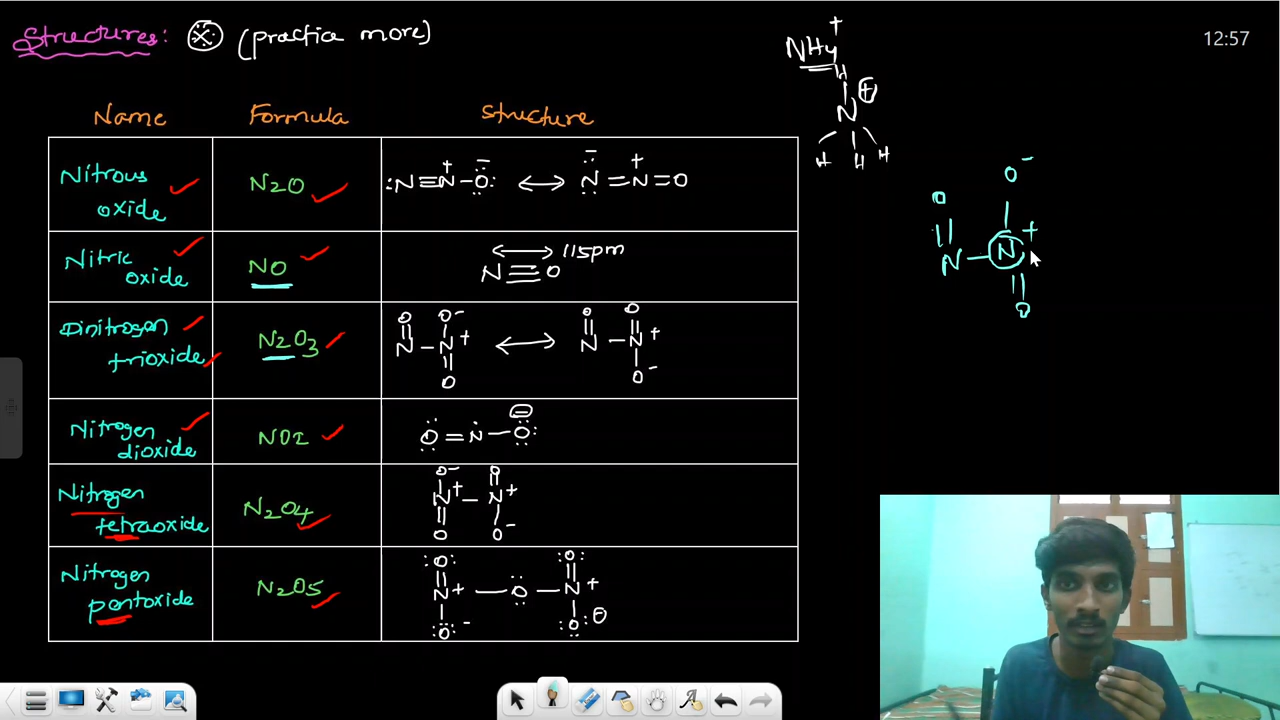 Structures: (practice more)
12:57
NH4+
H
N +
H H H
Name Formula Structure
Nitrous oxide N2O :N≡N+–O:− ↔ N−=N+=O
Nitric oxide NO 115pm
N≡O
Dinitrogen trioxide N2O3
O O−
N – N+ ↔ N – N+
O
O O
O−
Nitrogen dioxide NO2 O=N–O −
Nitrogen tetraoxide N2O4
O− O
N+ – N+
O O−
Nitrogen pentoxide N2O5
:O: :O:
N+ — O — N+
:O:− :O: ⊖
O O−
N – N+
O